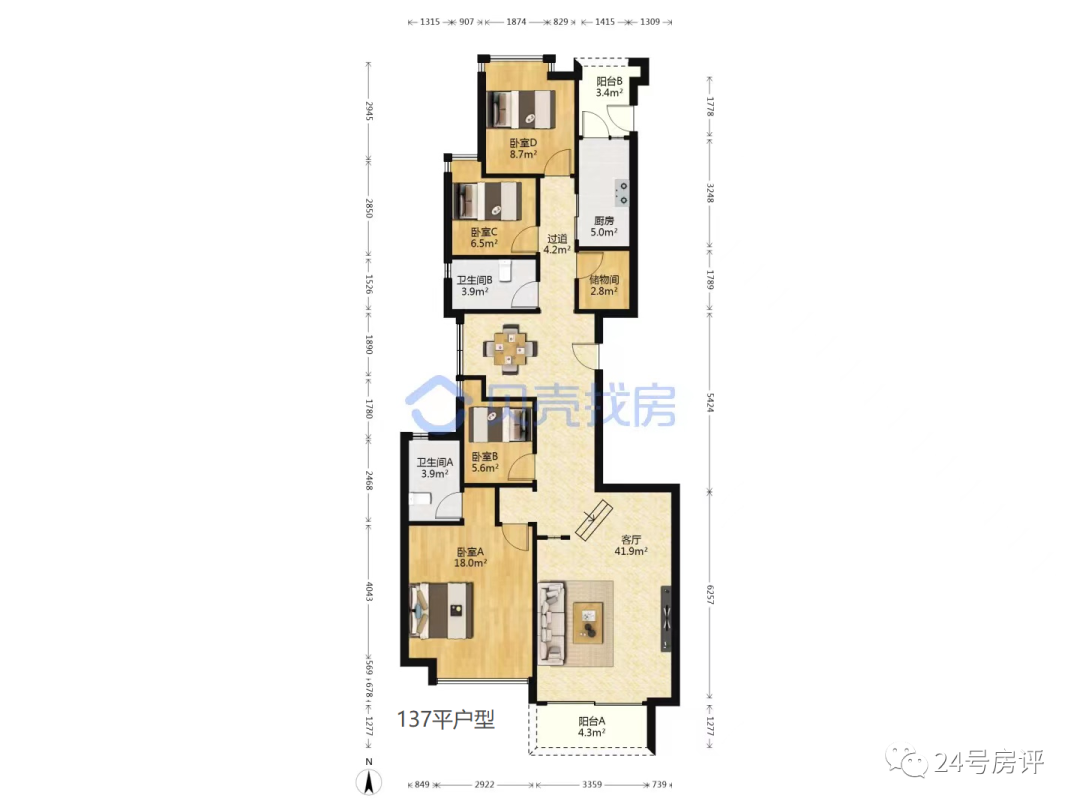 1315 907 1874 829 1415 1309
2945
2850
1526
1890
1780
2468
4043
569
678
1277
1778
3248
1789
5424
6257
1277
阳台B
3.4m²
卧室D
8.7m²
卧室C
6.5m²
厨房
5.0m²
过道
4.2m²
卫生间B
3.9m²
储物间
2.8m²
贝壳找房
卧室B
5.6m²
卫生间A
3.9m²
客厅
41.9m²
卧室A
18.0m²
137平户型
阳台A
4.3m²
N
849 2922 3359 739
24号房评